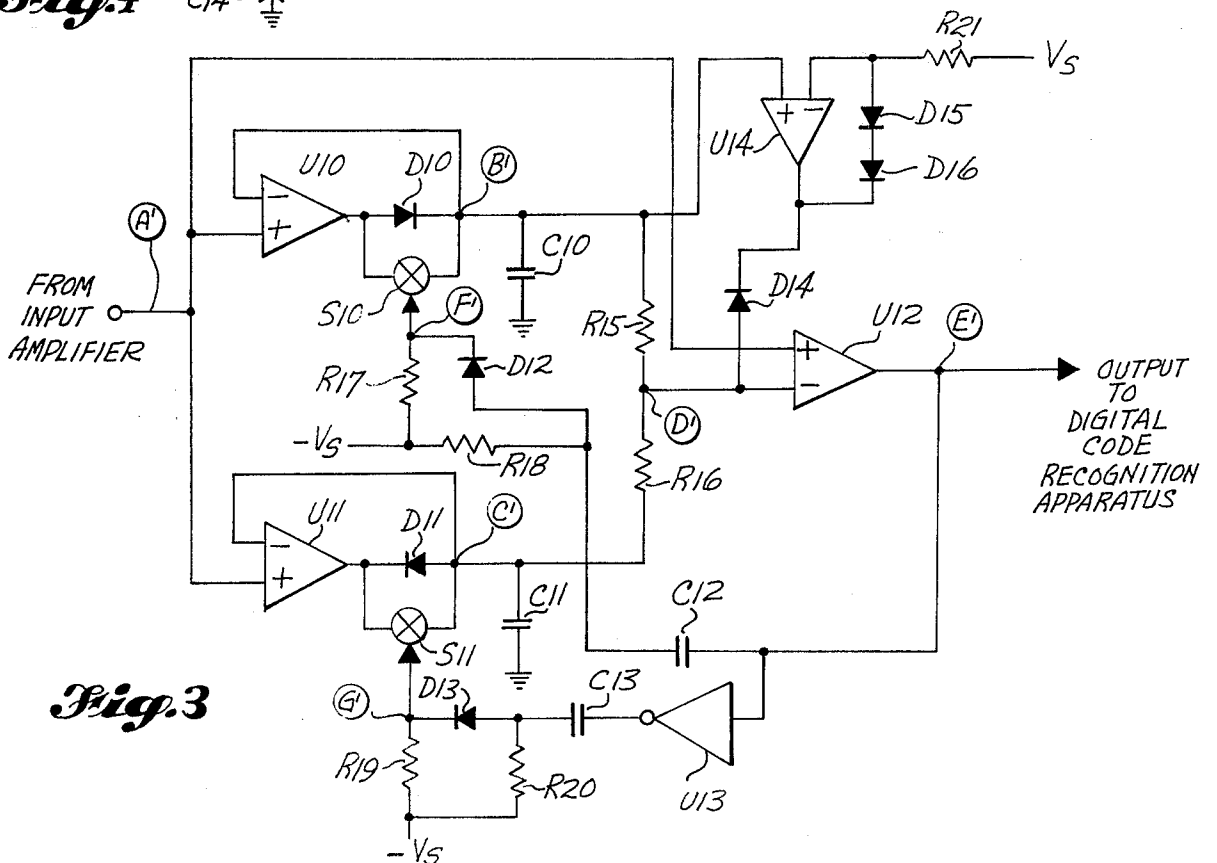 Fig.4
C14
R21
VS
D15
D16
U14
+ -
U10
D10
B'
-
+
A'
C10
S10
F'
FROM
INPUT
AMPLIFIER
R15
D14
U12
E'
+
-
R17
D12
D'
OUTPUT
TO
DIGITAL
CODE
RECOGNITION
APPARATUS
-VS
R18
R16
U11
D11
C'
-
+
C11
S11
C12
Fig.3
G'
D13
C13
R19
R20
U13
-VS